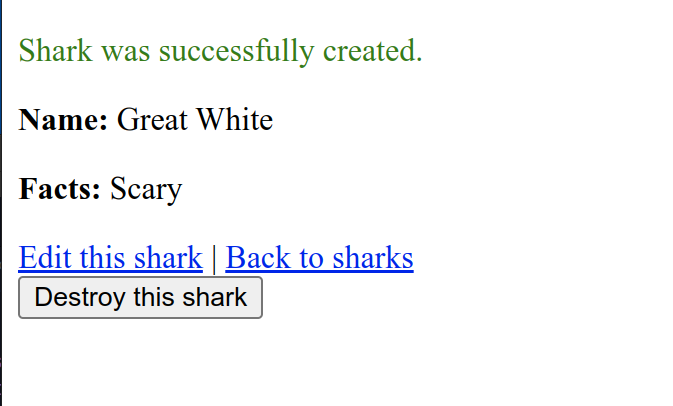 Shark was successfully created.
Name: Great White
Facts: Scary
Edit this shark | Back to sharks
Destroy this shark